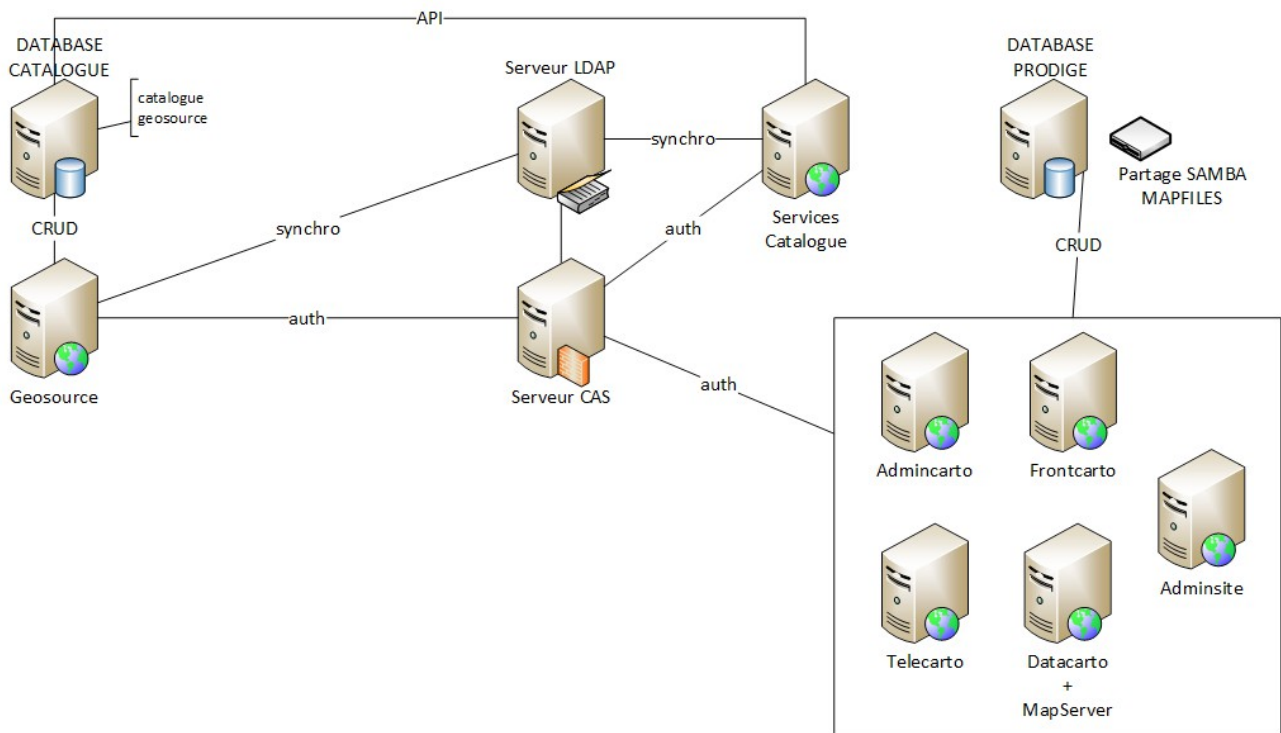 API
DATABASE
CATALOGUE
catalogue
geosource
Serveur LDAP
synchro
DATABASE
PRODIGE
Partage SAMBA
MAPFILES
Services
Catalogue
CRUD
synchro
auth
CRUD
auth
Geosource
Serveur CAS
auth
Admincarto
Frontcarto
Adminsite
Telecarto
Datacarto
+
MapServer